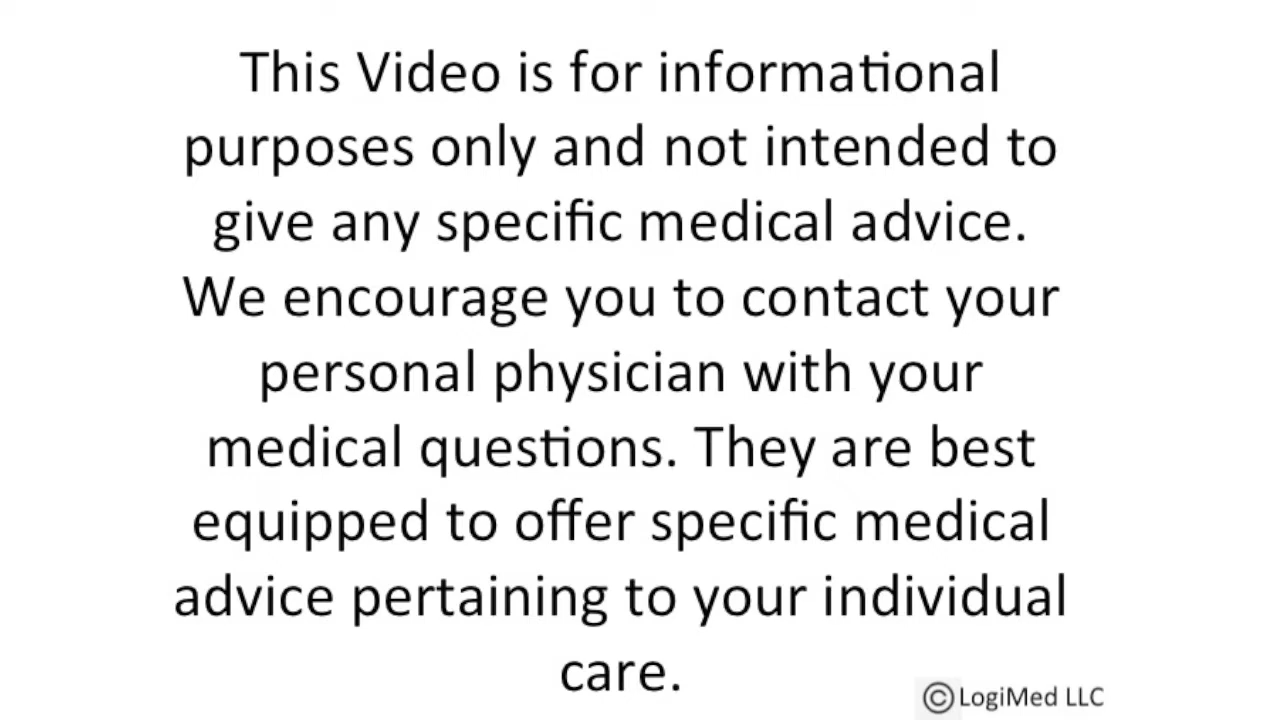 This Video is for informational
purposes only and not intended to
give any specific medical advice.
We encourage you to contact your
personal physician with your
medical questions. They are best
equipped to offer specific medical
advice pertaining to your individual
care.
©LogiMed LLC